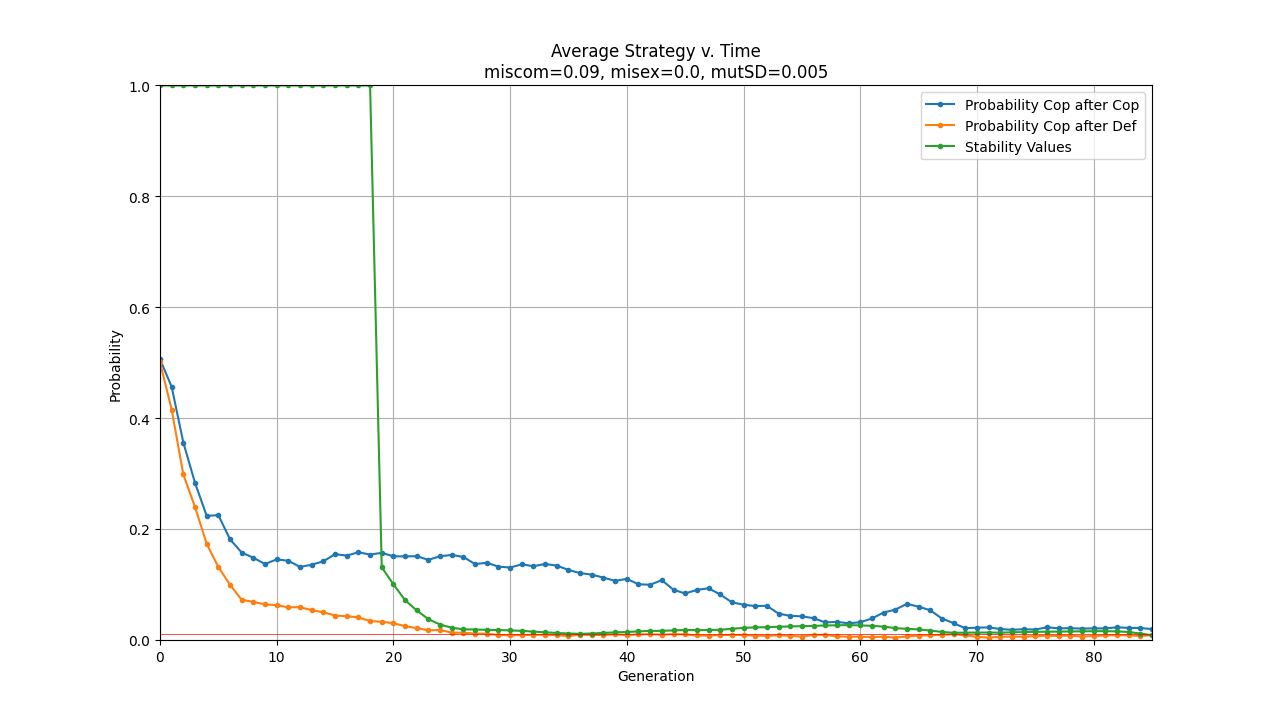 Average Strategy v. Time
miscom=0.09, misex=0.0, mutSD=0.005
Probability Cop after Cop
Probability Cop after Def
Stability Values
Probability
1.0
0.8
0.6
0.4
0.2
0.0
0 10 20 30 40 50 60 70 80
Generation